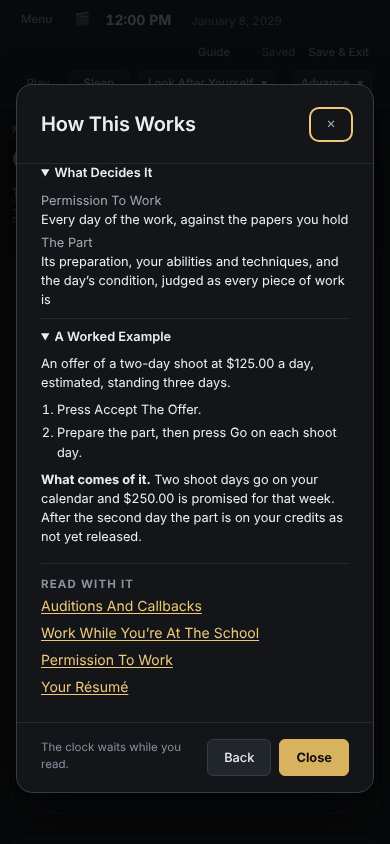 Menu 🎬 12:00 PM January 8, 2029
Guide Saved Save & Exit
Play Sleep Look After Yourself Advance
How This Works
×
▼ What Decides It
Permission To Work
Every day of the work, against the papers you hold
The Part
Its preparation, your abilities and techniques, and
the day’s condition, judged as every piece of work
is
▼ A Worked Example
An offer of a two-day shoot at $125.00 a day,
estimated, standing three days.
1. Press Accept The Offer.
2. Prepare the part, then press Go on each shoot
day.
What comes of it. Two shoot days go on your
calendar and $250.00 is promised for that week.
After the second day the part is on your credits as
not yet released.
READ WITH IT
Auditions And Callbacks
Work While You’re At The School
Permission To Work
Your Résumé
The clock waits while you
read.
Back
Close